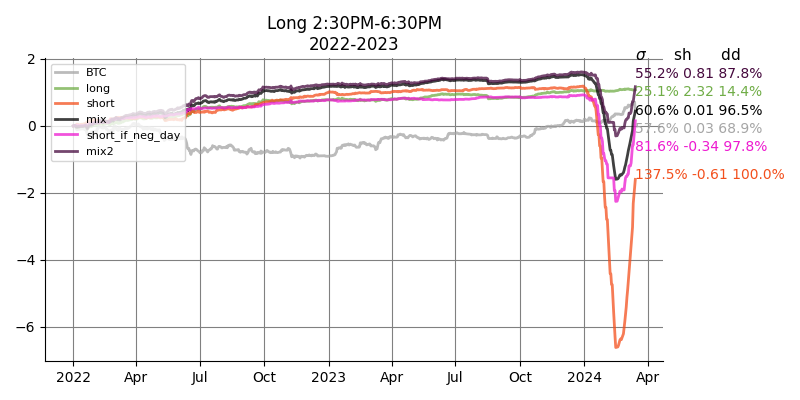 Long 2:30PM-6:30PM
2022-2023
σ sh dd
55.2% 0.81 87.8%
25.1% 2.32 14.4%
60.6% 0.01 96.5%
57.6% 0.03 68.9%
81.6% -0.34 97.8%
137.5% -0.61 100.0%
BTC
long
short
mix
short_if_neg_day
mix2
2
0
−2
−4
−6
2022 Apr Jul Oct 2023 Apr Jul Oct 2024 Apr